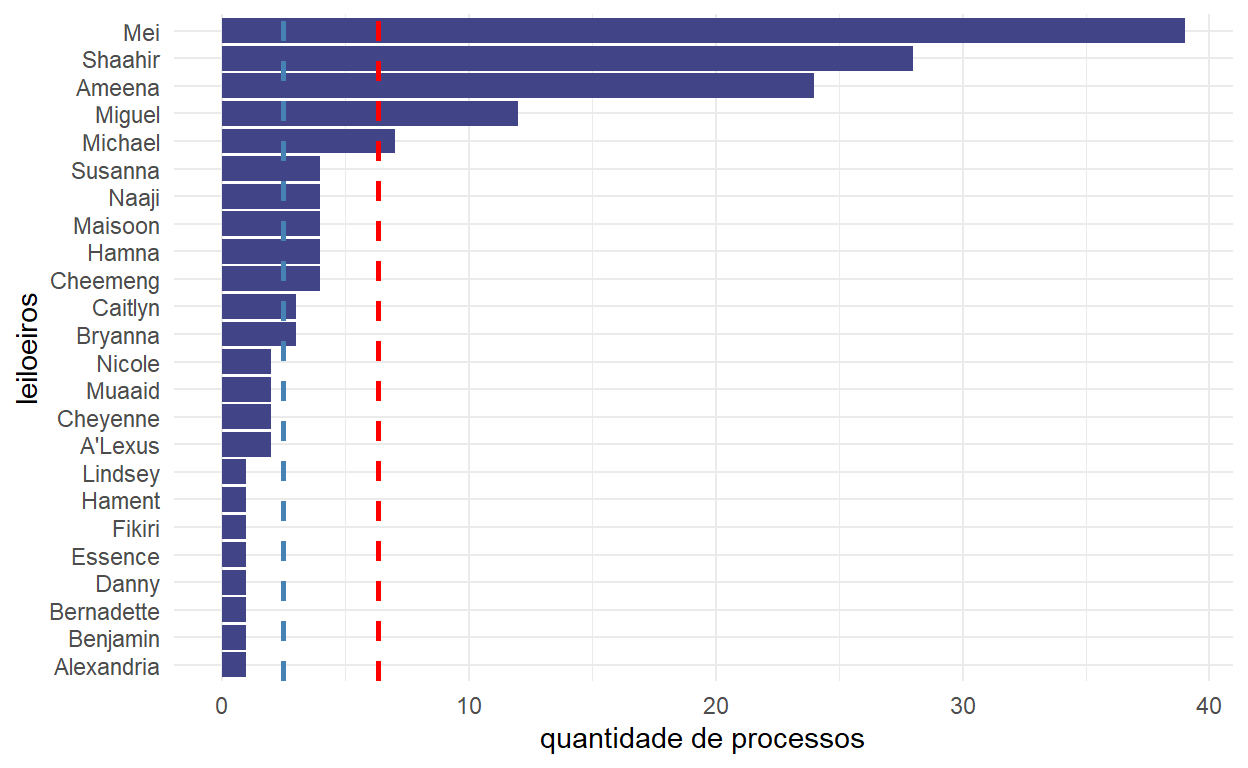 Mei
Shaahir
Ameena
Miguel
Michael
Susanna
Naaji
Maisoon
Hamna
Cheemeng
Caitlyn
Bryanna
Nicole
Muaaid
Cheyenne
A'Lexus
Lindsey
Hament
Fikiri
Essence
Danny
Bernadette
Benjamin
Alexandria
leiloeiros
0 10 20 30 40
quantidade de processos